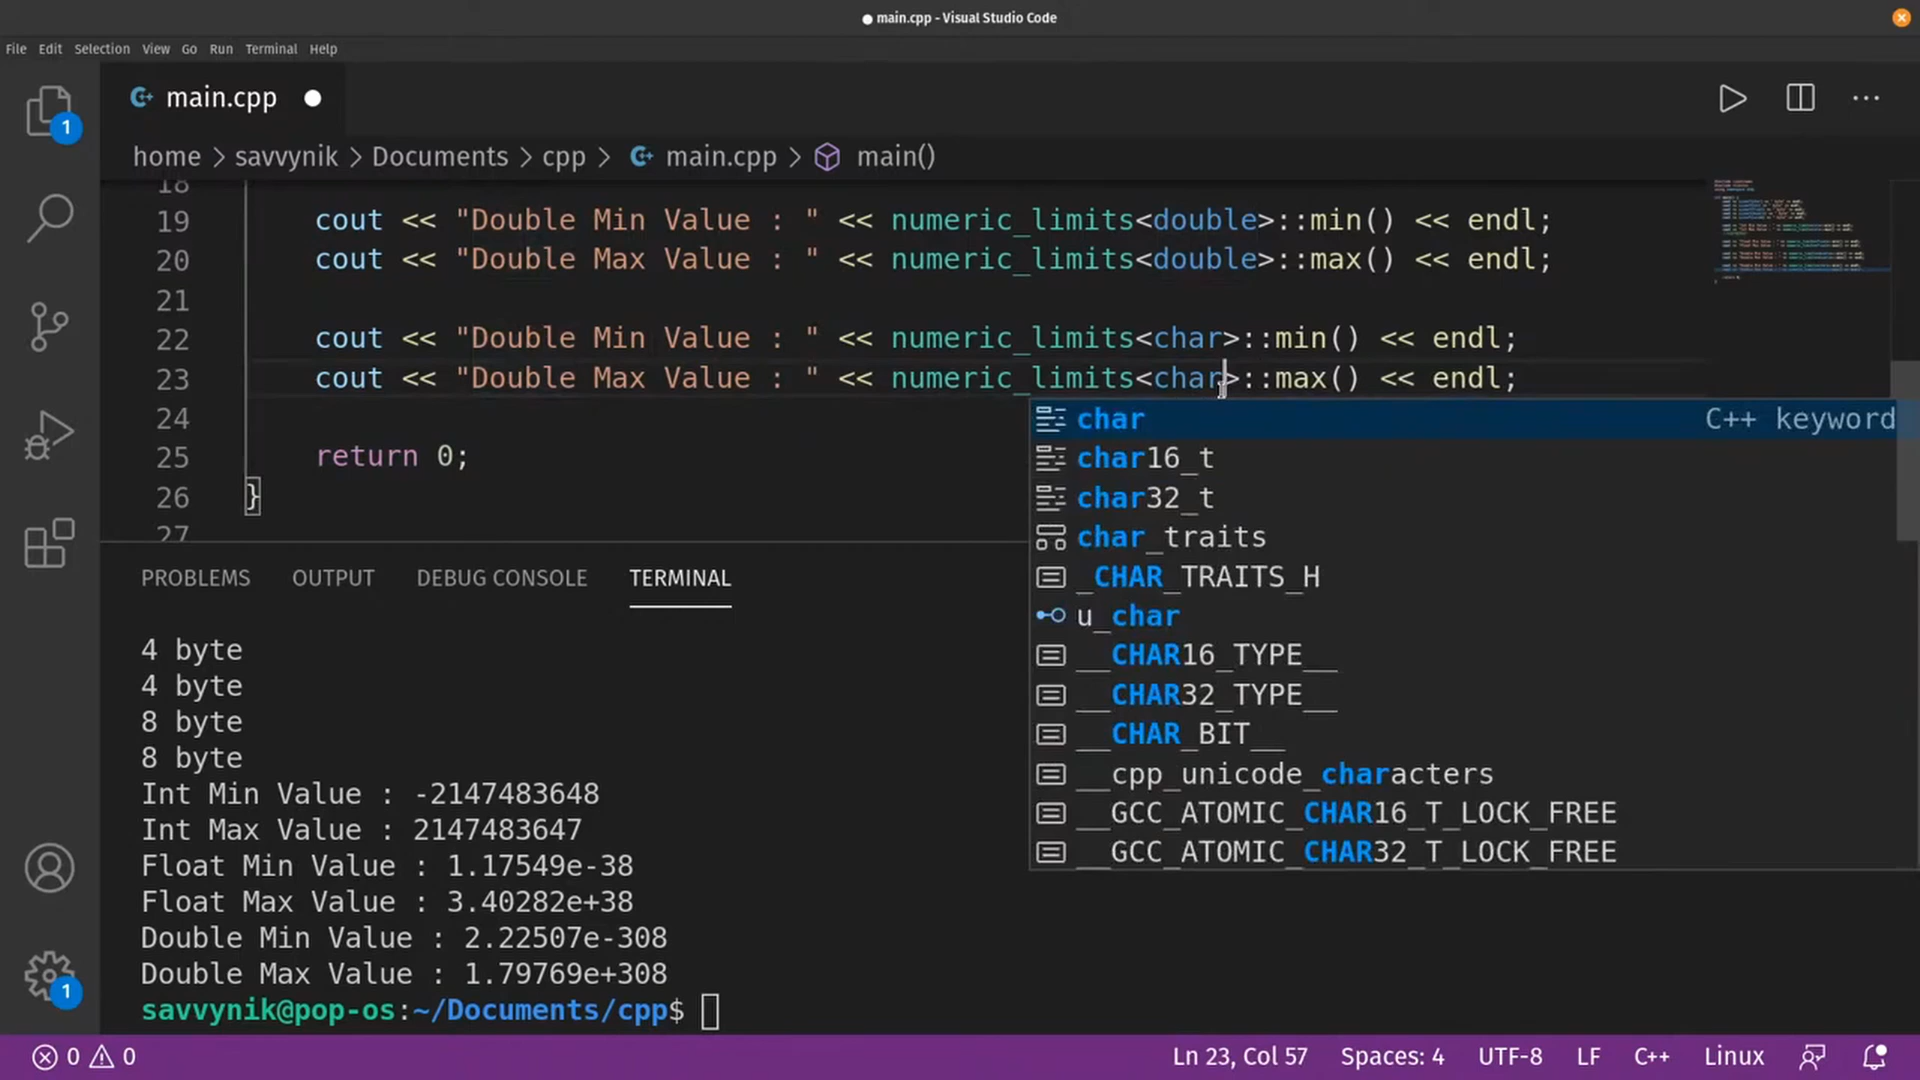 ● main.cpp - Visual Studio Code
File Edit Selection View Go Run Terminal Help
main.cpp ●
1
home > savvynik > Documents > cpp > main.cpp > main()
18
19 cout << "Double Min Value : " << numeric_limits<double>::min() << endl;
20 cout << "Double Max Value : " << numeric_limits<double>::max() << endl;
21
22 cout << "Double Min Value : " << numeric_limits<char>::min() << endl;
23 cout << "Double Max Value : " << numeric_limits<char>::max() << endl;
24
25 return 0;
26 }
27
char C++ keyword
char16_t
char32_t
char_traits
_CHAR_TRAITS_H
u_char
__CHAR16_TYPE__
__CHAR32_TYPE__
__CHAR_BIT__
__cpp_unicode_characters
__GCC_ATOMIC_CHAR16_T_LOCK_FREE
__GCC_ATOMIC_CHAR32_T_LOCK_FREE
PROBLEMS OUTPUT DEBUG CONSOLE TERMINAL
4 byte
4 byte
8 byte
8 byte
Int Min Value : -2147483648
Int Max Value : 2147483647
Float Min Value : 1.17549e-38
Float Max Value : 3.40282e+38
Double Min Value : 2.22507e-308
Double Max Value : 1.79769e+308
savvynik@pop-os:~/Documents/cpp$
1
0 0 Ln 23, Col 57 Spaces: 4 UTF-8 LF C++ Linux